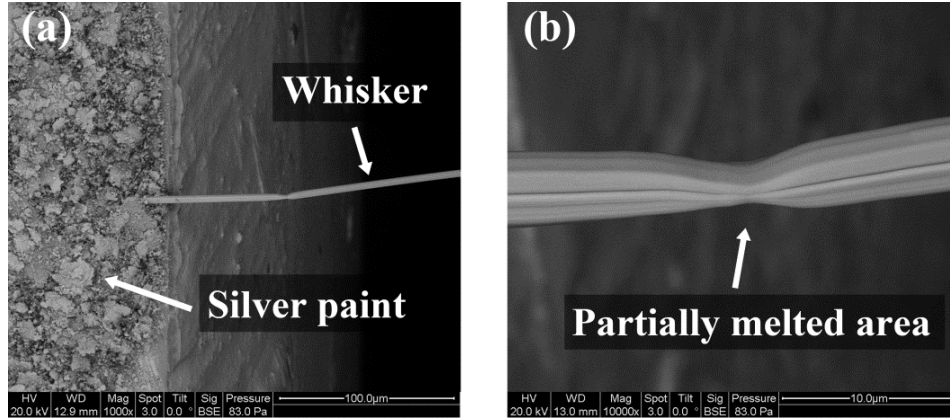 (a)
Whisker
Silver paint
HV WD Mag Spot Tilt Sig Pressure
20.0 kV 12.9 mm 1000x 3.0 0.0 ° BSE 83.0 Pa
100.0µm
(b)
Partially melted area
HV WD Mag Spot Tilt Sig Pressure
20.0 kV 13.0 mm 10000x 3.0 0.0 ° BSE 83.0 Pa
10.0µm